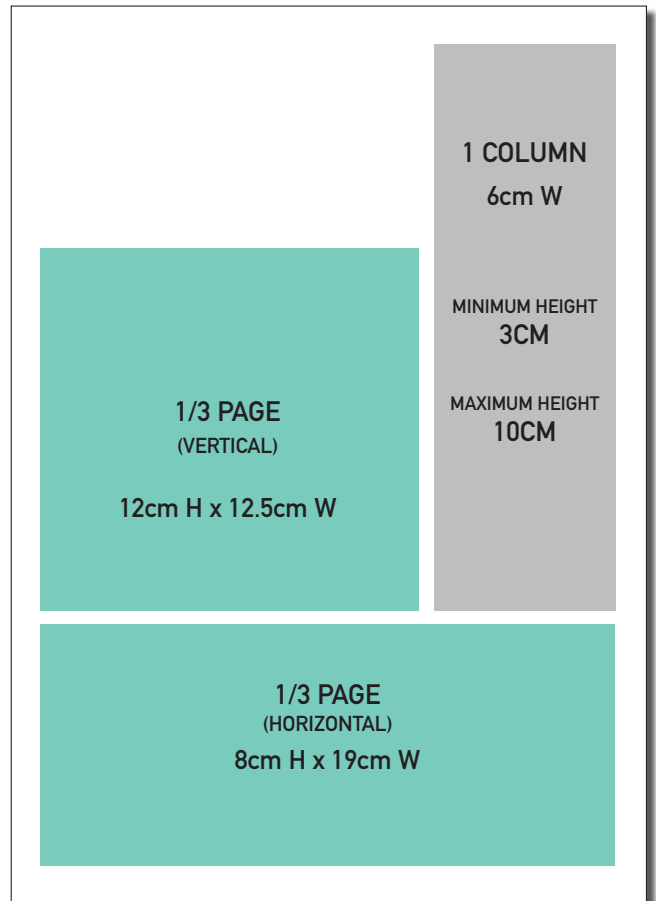 1 COLUMN
6cm W
MINIMUM HEIGHT
3CM
MAXIMUM HEIGHT
10CM
1/3 PAGE
(VERTICAL)
12cm H x 12.5cm W
1/3 PAGE
(HORIZONTAL)
8cm H x 19cm W